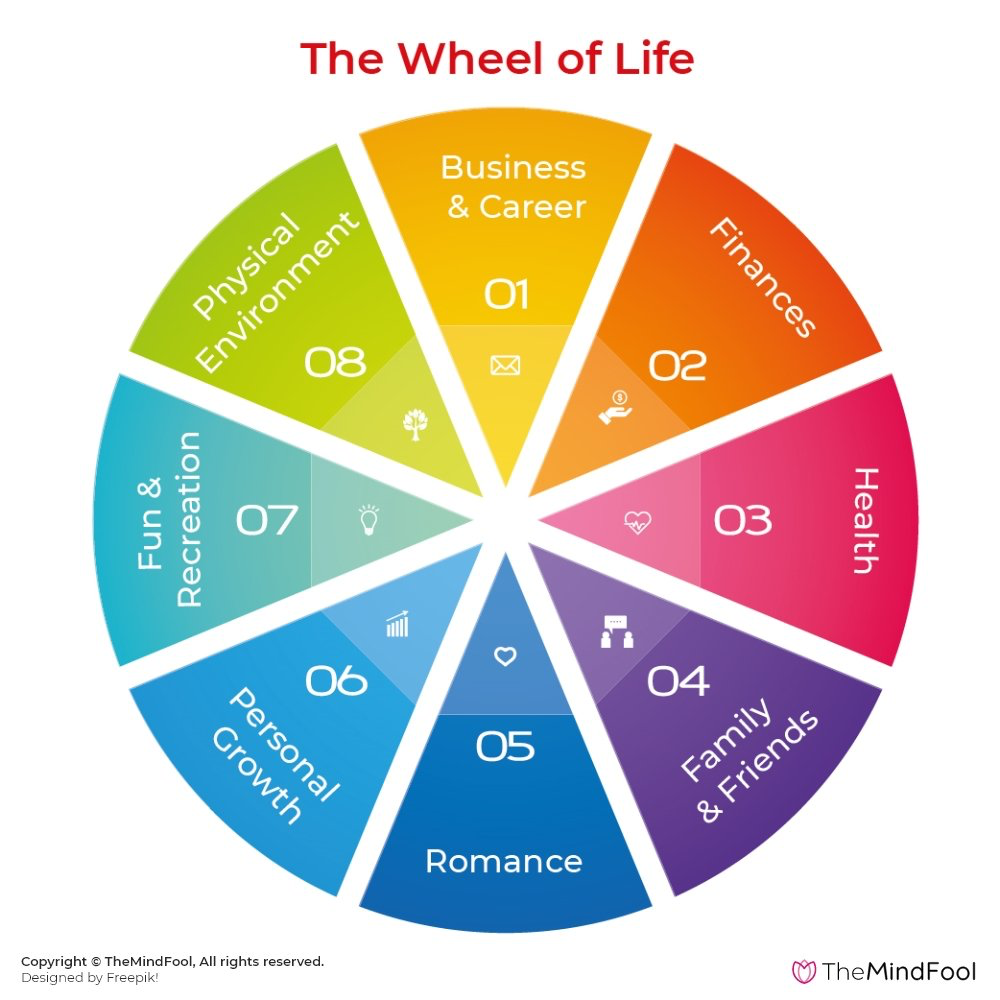 The Wheel of Life
Business
& Career
01
Finances
02
Health
03
Family
& Friends
04
Romance
05
Personal
Growth
06
Fun &
Recreation
07
Physical
Environment
08
Copyright © TheMindFool, All rights reserved.
Designed by Freepik!
TheMindFool